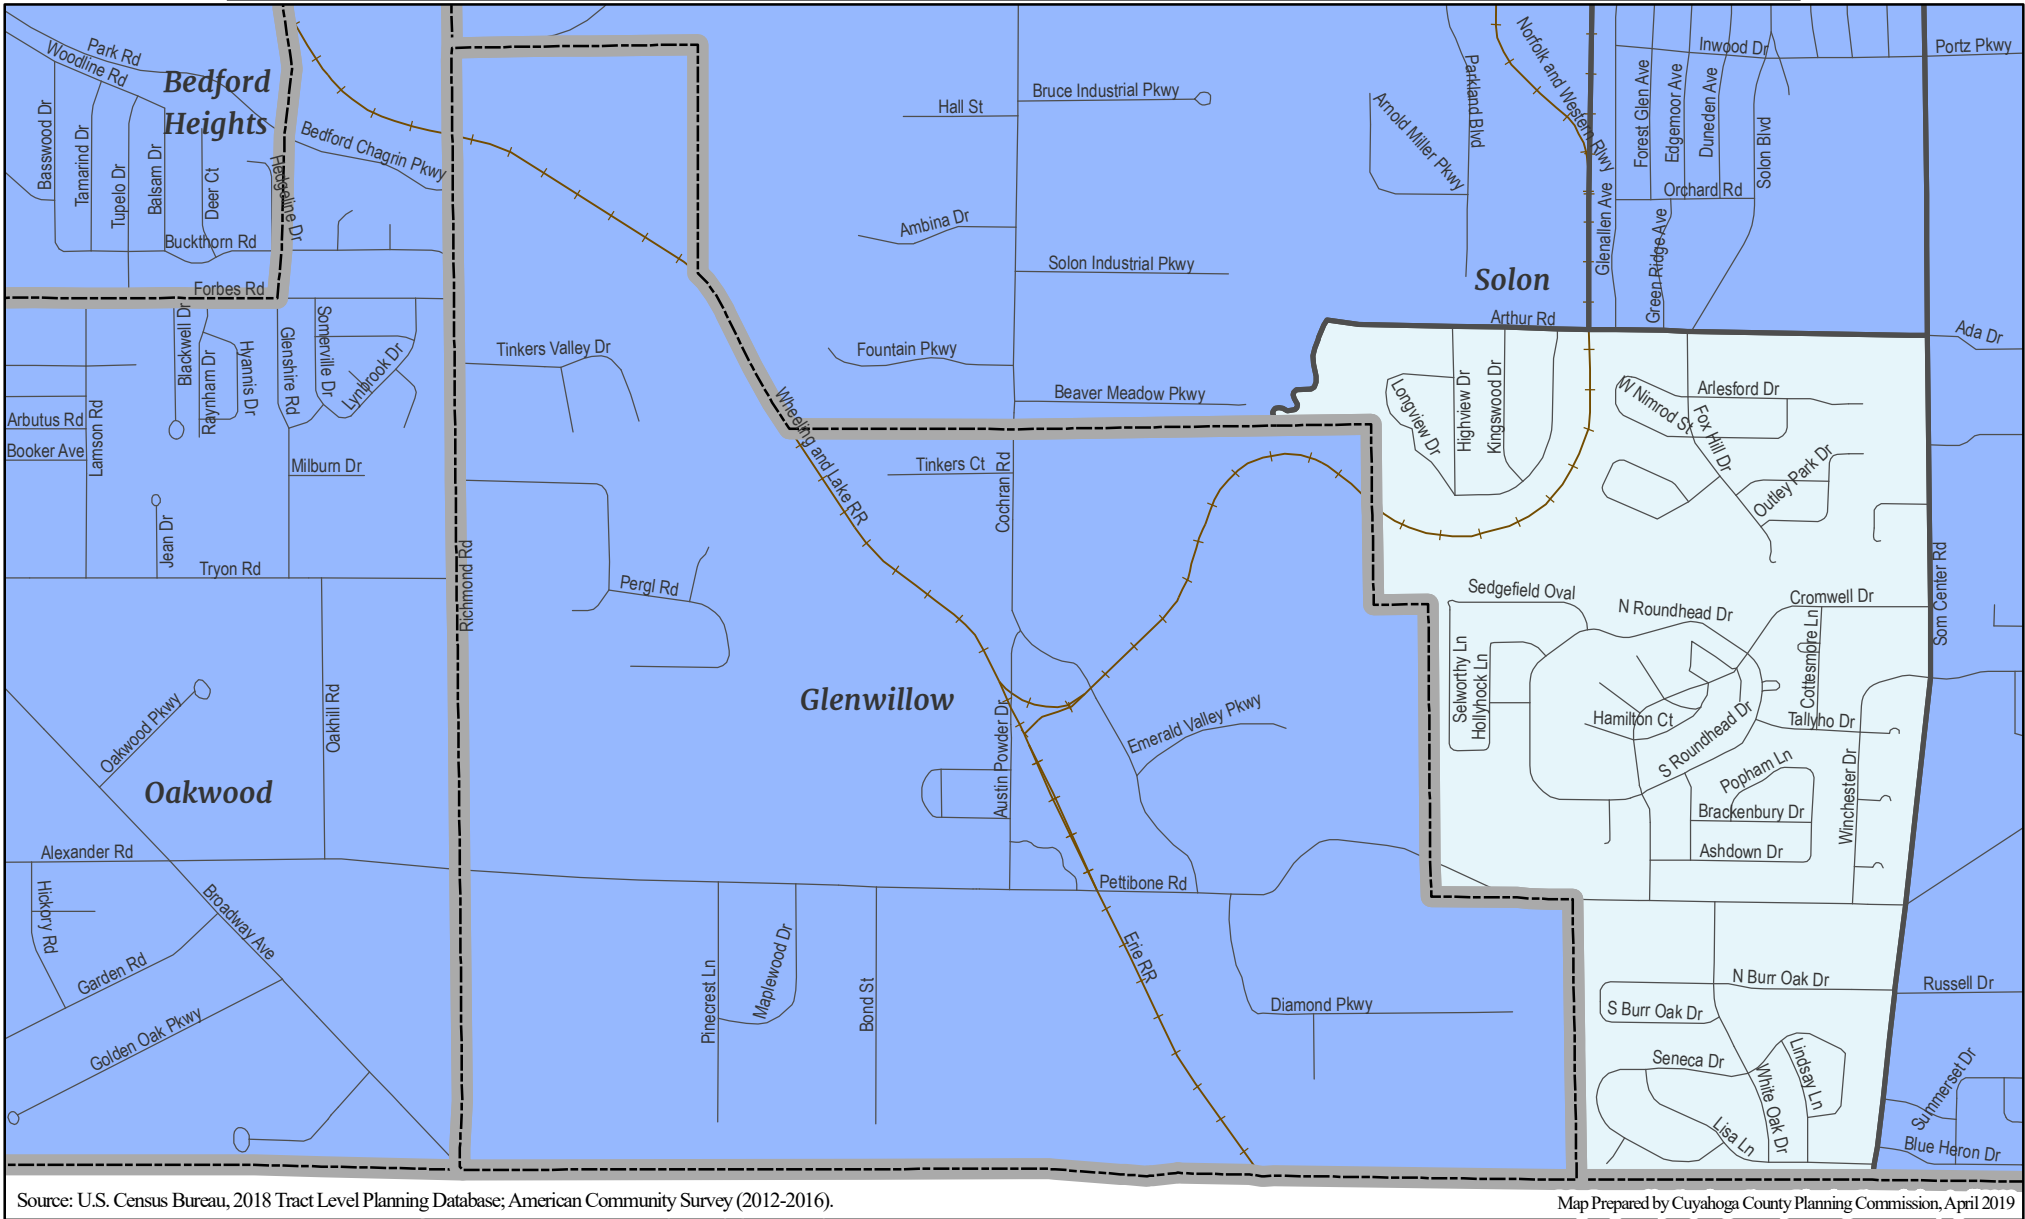 Park Rd
Woodline Rd
Bedford
Heights
Basswood Dr
Tamarind Dr
Tupelo Dr
Balsam Dr
Deer Ct
Hedgeline Dr
Bedford Chagrin Pkwy
Buckthorn Rd
Forbes Rd
Hall St
Bruce Industrial Pkwy
Ambina Dr
Solon Industrial Pkwy
Fountain Pkwy
Beaver Meadow Pkwy
Arnold Miller Pkwy
Parkland Blvd
Norfolk and Western Rlwy
Solon
Inwood Dr
Portz Pkwy
Forest Glen Ave
Edgemoor Ave
Duneden Ave
Solon Blvd
Orchard Rd
Glenallen Ave
Green Ridge Ave
Arthur Rd
Ada Dr
Blackwell Dr
Raynham Dr
Hyannis Dr
Glenshire Rd
Somerville Dr
Lynbrook Dr
Arbutus Rd
Booker Ave
Lamson Rd
Milburn Dr
Jean Dr
Tryon Rd
Tinkers Valley Dr
Wheeling and Lake RR
Tinkers Ct
Cochran Rd
Richmond Rd
Pergl Rd
Longview Dr
Highview Dr
Kingswood Dr
W Nimrod St
Arlesford Dr
Fox Hill Dr
Outley Park Dr
Som Center Rd
Sedgefield Oval
N Roundhead Dr
Cromwell Dr
Cottesmore Ln
Selworthy Ln
Hollyhock Ln
Hamilton Ct
S Roundhead Dr
Tallyho Dr
Popham Ln
Brackenbury Dr
Ashdown Dr
Winchester Dr
Oakwood Pkwy
Oakhill Rd
Oakwood
Glenwillow
Austin Powder Dr
Emerald Valley Pkwy
Alexander Rd
Hickory Rd
Broadway Ave
Garden Rd
Golden Oak Pkwy
Pettibone Rd
Pinecrest Ln
Maplewood Dr
Bond St
Erie RR
Diamond Pkwy
N Burr Oak Dr
S Burr Oak Dr
Russell Dr
Seneca Dr
White Oak Dr
Lindsay Ln
Lisa Ln
Summerset Dr
Blue Heron Dr
Source: U.S. Census Bureau, 2018 Tract Level Planning Database; American Community Survey (2012-2016).
Map Prepared by Cuyahoga County Planning Commission, April 2019